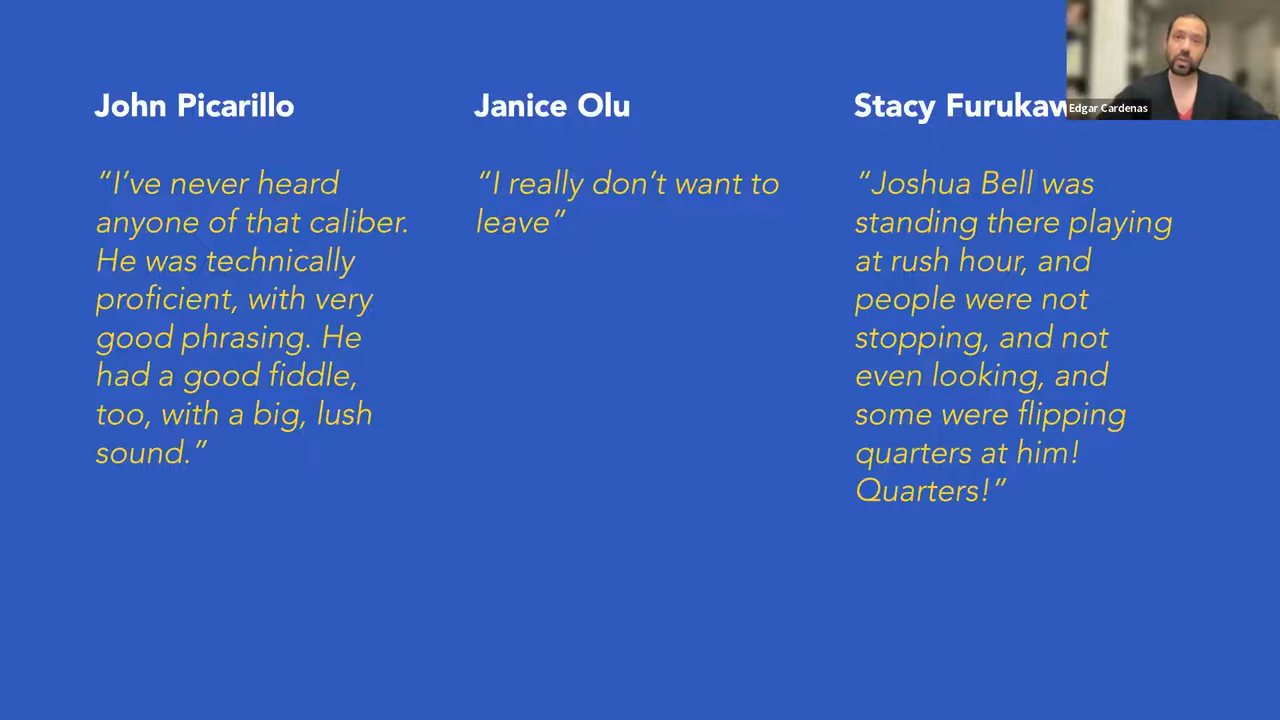 John Picarillo
“I’ve never heard
anyone of that caliber.
He was technically
proficient, with very
good phrasing. He
had a good fiddle,
too, with a big, lush
sound.”
Janice Olu
“I really don’t want to
leave”
Stacy Furukaw
“Joshua Bell was
standing there playing
at rush hour, and
people were not
stopping, and not
even looking, and
some were flipping
quarters at him!
Quarters!”
Edgar Cardenas